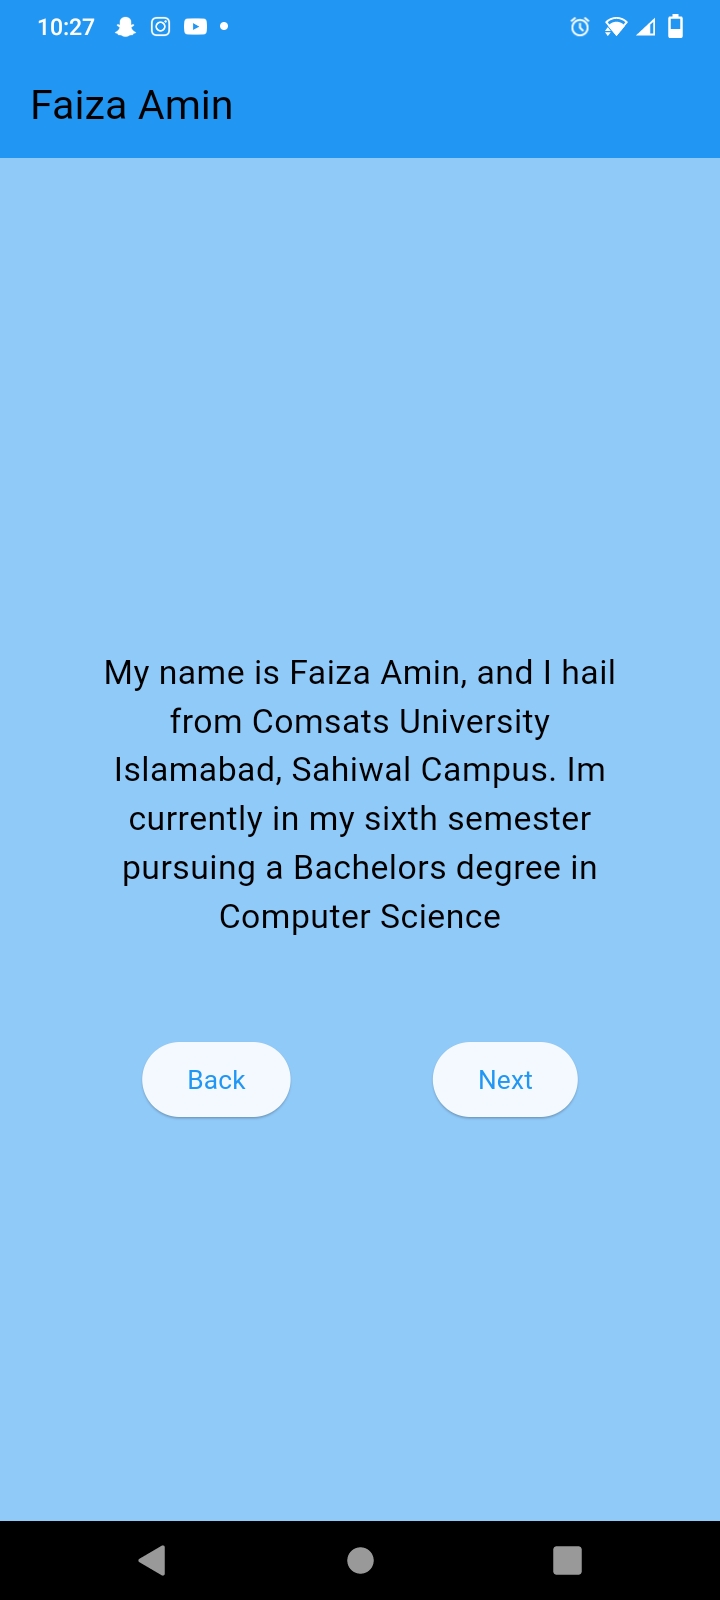 10:27
Faiza Amin
My name is Faiza Amin, and I hail
from Comsats University
Islamabad, Sahiwal Campus. Im
currently in my sixth semester
pursuing a Bachelors degree in
Computer Science
Back
Next